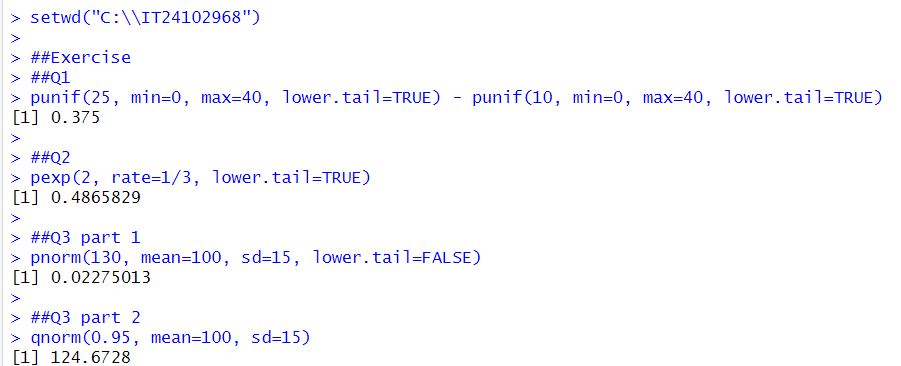 > setwd("C:\\IT24102968")
>
> ##Exercise
> ##Q1
> punif(25, min=0, max=40, lower.tail=TRUE) - punif(10, min=0, max=40, lower.tail=TRUE)
[1] 0.375
>
> ##Q2
> pexp(2, rate=1/3, lower.tail=TRUE)
[1] 0.4865829
>
> ##Q3 part 1
> pnorm(130, mean=100, sd=15, lower.tail=FALSE)
[1] 0.02275013
>
> ##Q3 part 2
> qnorm(0.95, mean=100, sd=15)
[1] 124.6728